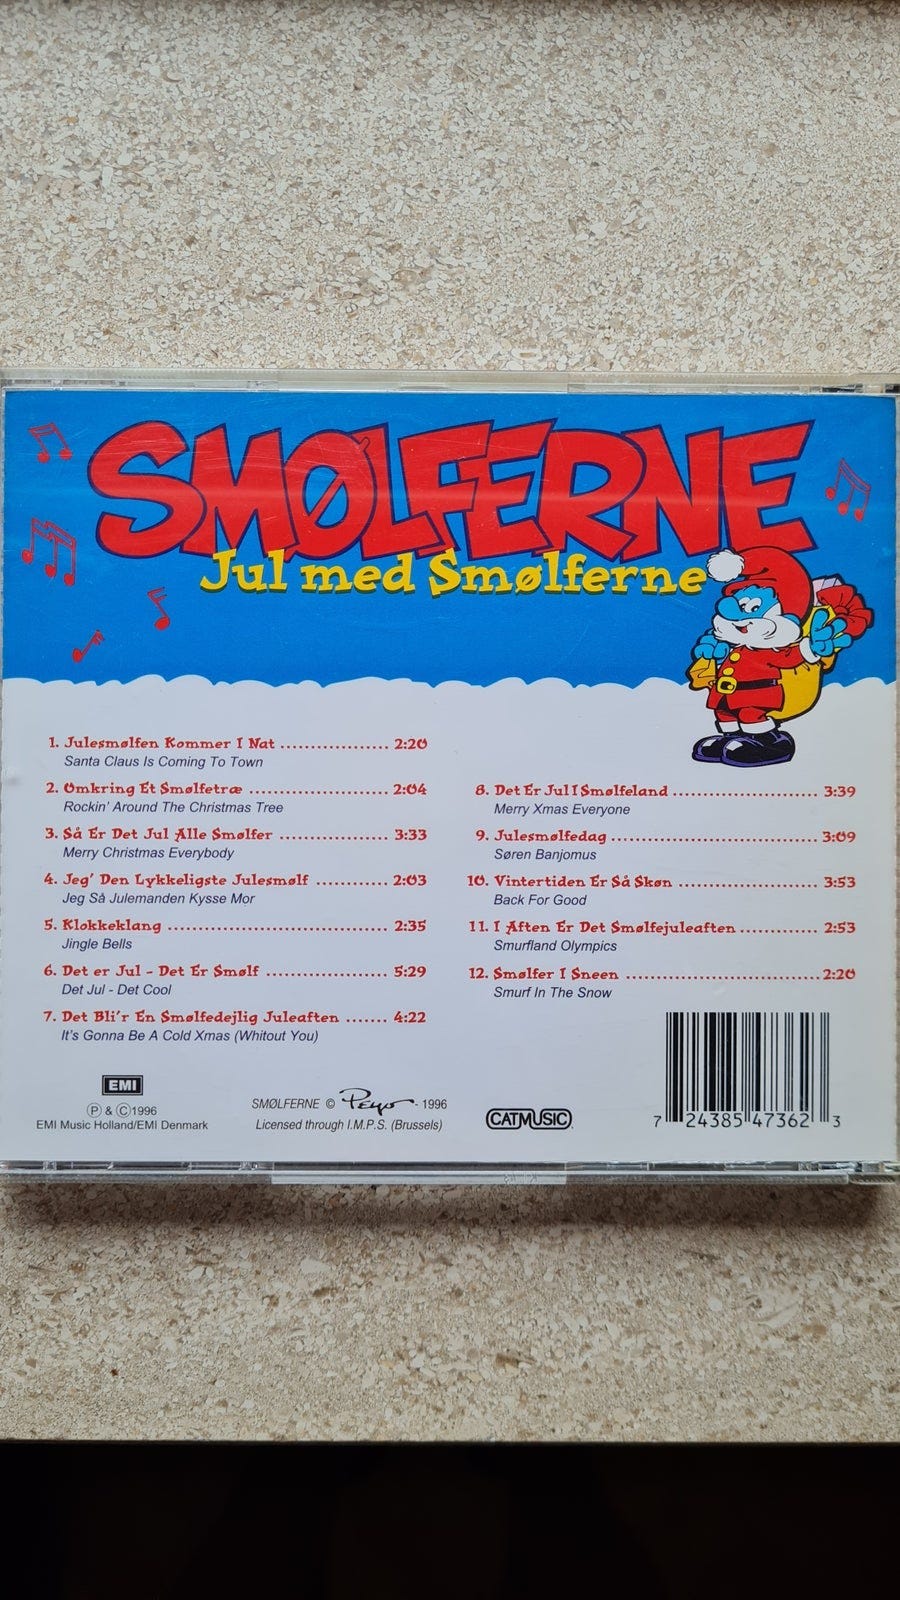 SMØLFERNE
Jul med Smølferne
1. Julesmølfen Kommer I Nat .................. 2:20
Santa Claus Is Coming To Town
2. Omkring Et Smølfetræ ....................... 2:04
Rockin' Around The Christmas Tree
3. Så Er Det Jul Alle Smølfer .................. 3:33
Merry Christmas Everybody
4. Jeg' Den Lykkeligste Julesmølf ............ 2:03
Jeg Så Julemanden Kysse Mor
5. Klokkeklang ..................................... 2:35
Jingle Bells
6. Det er Jul - Det Er Smølf .................... 5:29
Det Jul - Det Cool
7. Det Bli'r En Smølfedejlig Juleaften ....... 4:22
It's Gonna Be A Cold Xmas (Whitout You)
8. Det Er Jul I Smølfeland ........................ 3:39
Merry Xmas Everyone
9. Julesmølfedag ................................... 3:09
Søren Banjomus
10. Vintertiden Er Så Skøn ....................... 3:53
Back For Good
11. I Aften Er Det Smølfejuleaften ............. 2:53
Smurfland Olympics
12. Smølfer I Sneen ................................ 2:20
Smurf In The Snow
EMI
Ⓟ & Ⓒ1996
EMI Music Holland/EMI Denmark
SMØLFERNE © Peyo - 1996
Licensed through I.M.P.S. (Brussels)
CATMUSIC
7 24385 47362 3